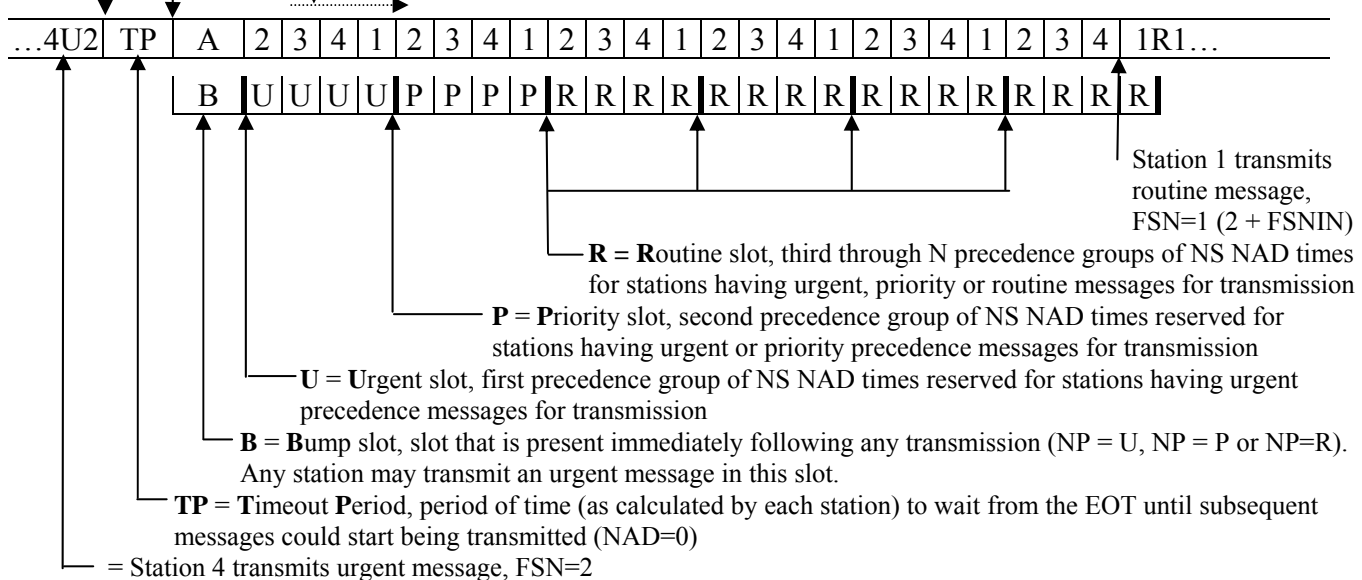 …4U2 TP A 2 3 4 1 2 3 4 1 2 3 4 1 2 3 4 1 2 3 4 1 2 3 4 1R1…
B U U U U P P P P R R R R R R R R R R R R R R R R
Station 1 transmits
routine message,
FSN=1 (2 + FSNIN)
R = Routine slot, third through N precedence groups of NS NAD times
for stations having urgent, priority or routine messages for transmission
P = Priority slot, second precedence group of NS NAD times reserved for
stations having urgent or priority precedence messages for transmission
U = Urgent slot, first precedence group of NS NAD times reserved for stations having urgent
precedence messages for transmission
B = Bump slot, slot that is present immediately following any transmission (NP = U, NP = P or NP=R).
Any station may transmit an urgent message in this slot.
TP = Timeout Period, period of time (as calculated by each station) to wait from the EOT until subsequent
messages could start being transmitted (NAD=0)
= Station 4 transmits urgent message, FSN=2